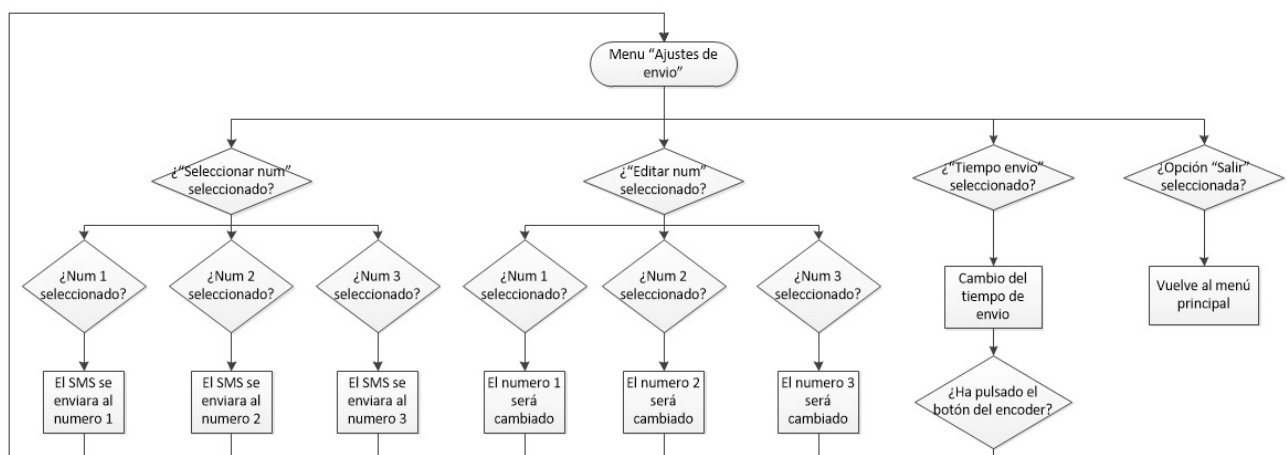 Menu “Ajustes de
envio”
¿“Seleccionar num”
seleccionado?
¿“Editar num”
seleccionado?
¿“Tiempo envio”
seleccionado?
¿Opción “Salir”
seleccionada?
¿Num 1
seleccionado?
¿Num 2
seleccionado?
¿Num 3
seleccionado?
¿Num 1
seleccionado?
¿Num 2
seleccionado?
¿Num 3
seleccionado?
Cambio del
tiempo de
envio
Vuelve al menú
principal
El SMS se
enviara al
numero 1
El SMS se
enviara al
numero 2
El SMS se
enviara al
numero 3
El numero 1
será
cambiado
El numero 2
será
cambiado
El numero 3
será
cambiado
¿Ha pulsado el
botón del encoder?